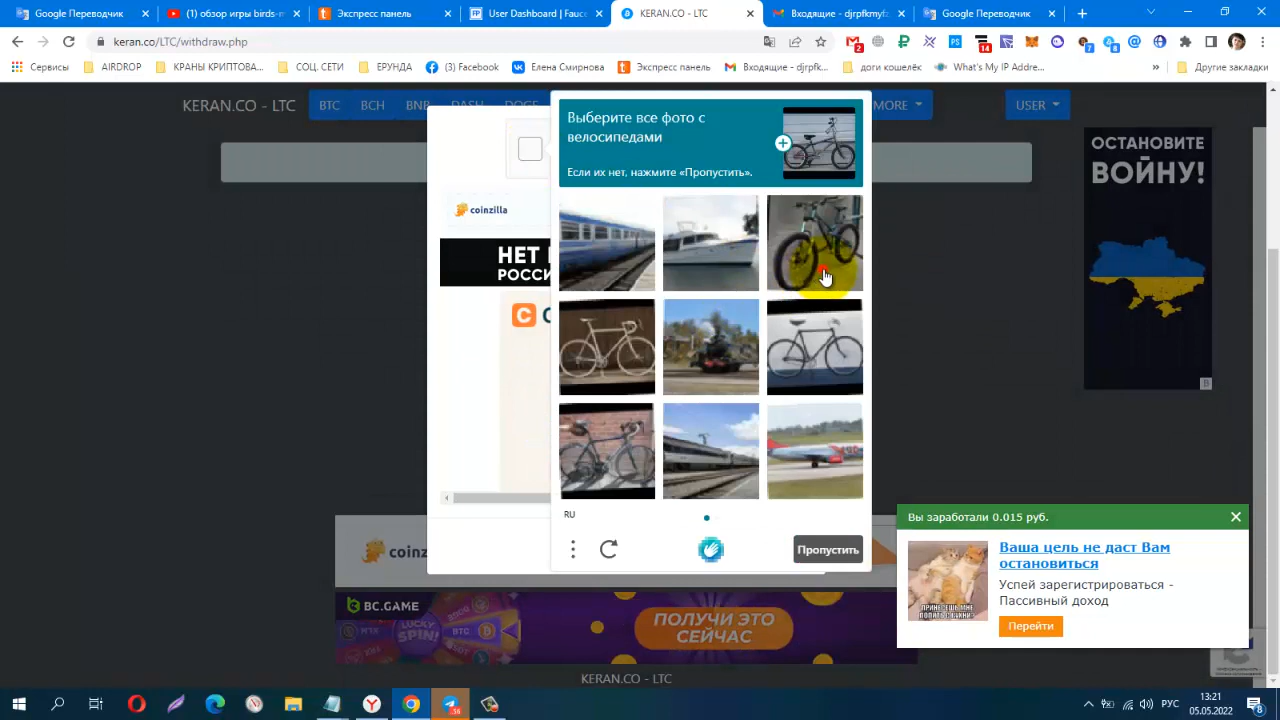 Google Переводчик
(1) обзоры игры birds-m
Экспресс панель
User Dashboard | Fauce
KERAN.CO - LTC
Входящие - djrpfkmyfz
Google Переводчик
keran.co/LTC/withdraw.php
Сервисы
AIRDROP
КРАНЫ КРИПТОВА...
СОЦ. СЕТИ
ЕРУНДА
(3) Facebook
Елена Смирнова
Экспресс панель
Входящие - djrpfk...
доги кошелёк
What's My IP Addre...
Другие закладки
KERAN.CO - LTC
BTC
BCH
BNB
DASH
DOGE
MORE
USER
Выберите все фото с
велосипедами
Если их нет, нажмите «Пропустить».
ОСТАНОВИТЕ
ВОЙНУ!
coinzilla
НЕТ
РОССИ
RU
Пропустить
coinz
Вы заработали 0.015 руб.
Ваша цель не даст Вам
остановиться
Успей зарегистрироваться -
Пассивный доход
Перейти
BC.GAME
SPIN!
BTC
ПОЛУЧИ ЭТО
СЕЙЧАС
KERAN.CO - LTC
РУС
13:21
05.05.2022